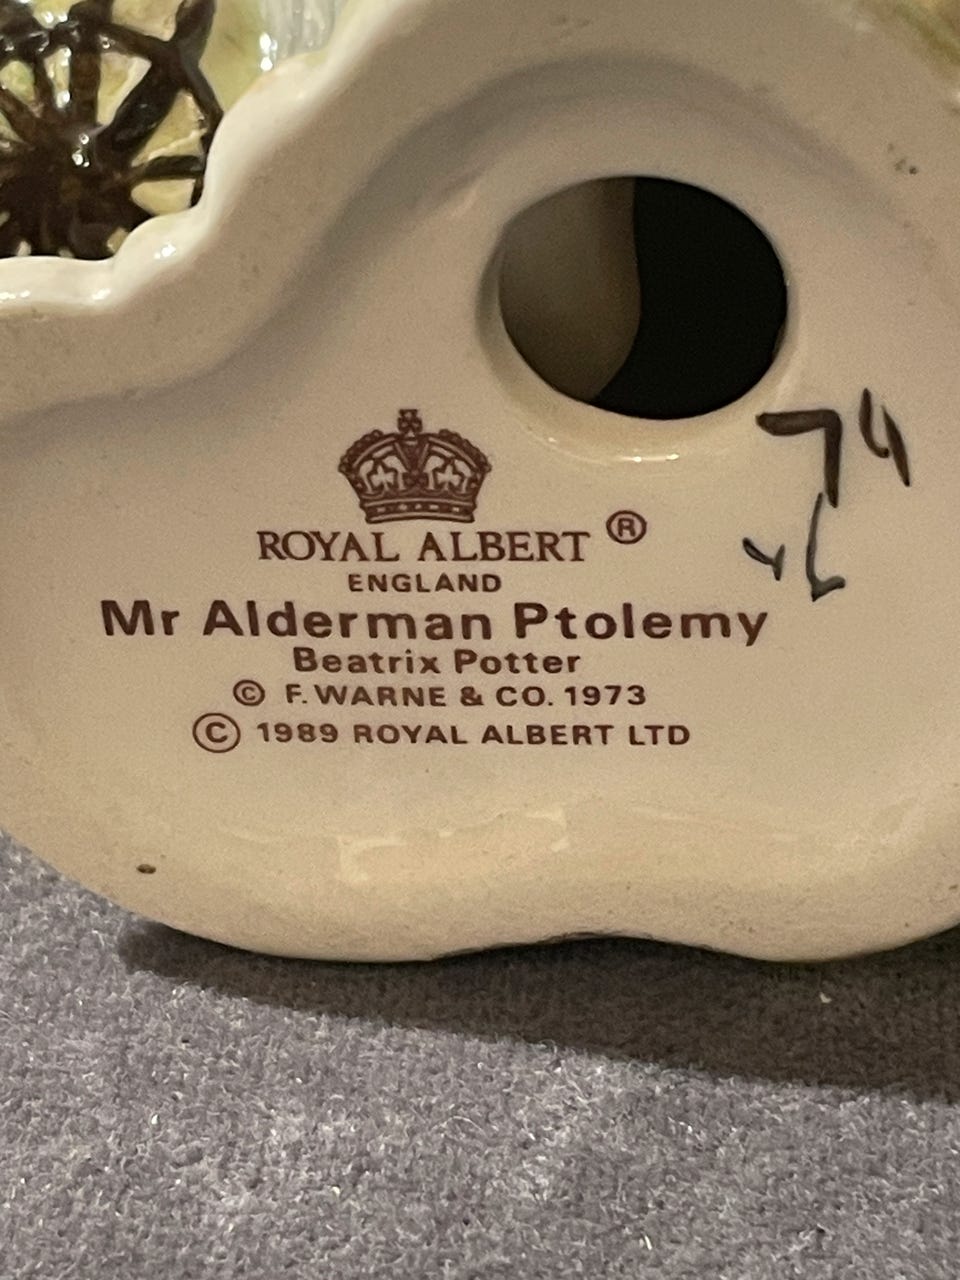 ROYAL ALBERT ®
ENGLAND
Mr Alderman Ptolemy
Beatrix Potter
© F. WARNE & CO. 1973
© 1989 ROYAL ALBERT LTD